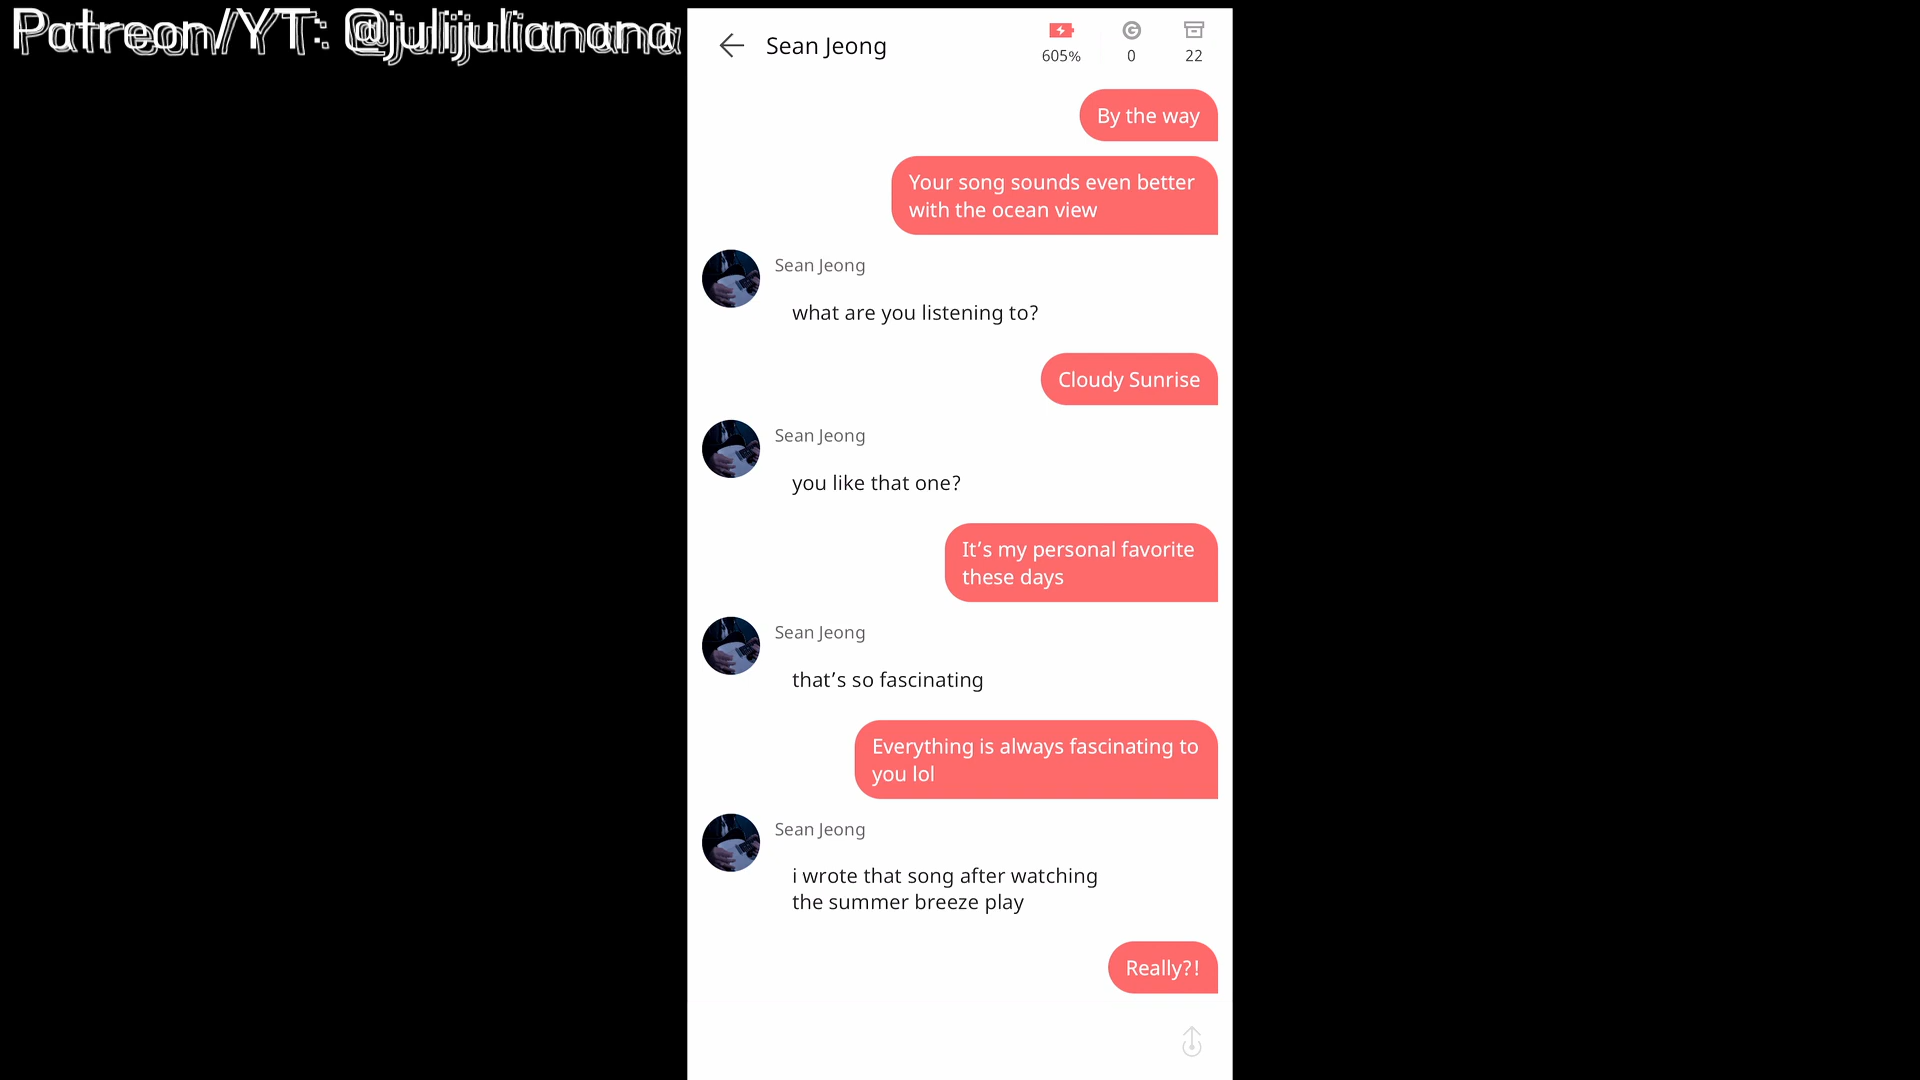 Patreon/YT: @julijulianana
Sean Jeong
605%
0
22
By the way
Your song sounds even better
with the ocean view
Sean Jeong
what are you listening to?
Cloudy Sunrise
Sean Jeong
you like that one?
It’s my personal favorite
these days
Sean Jeong
that’s so fascinating
Everything is always fascinating to
you lol
Sean Jeong
i wrote that song after watching
the summer breeze play
Really?!